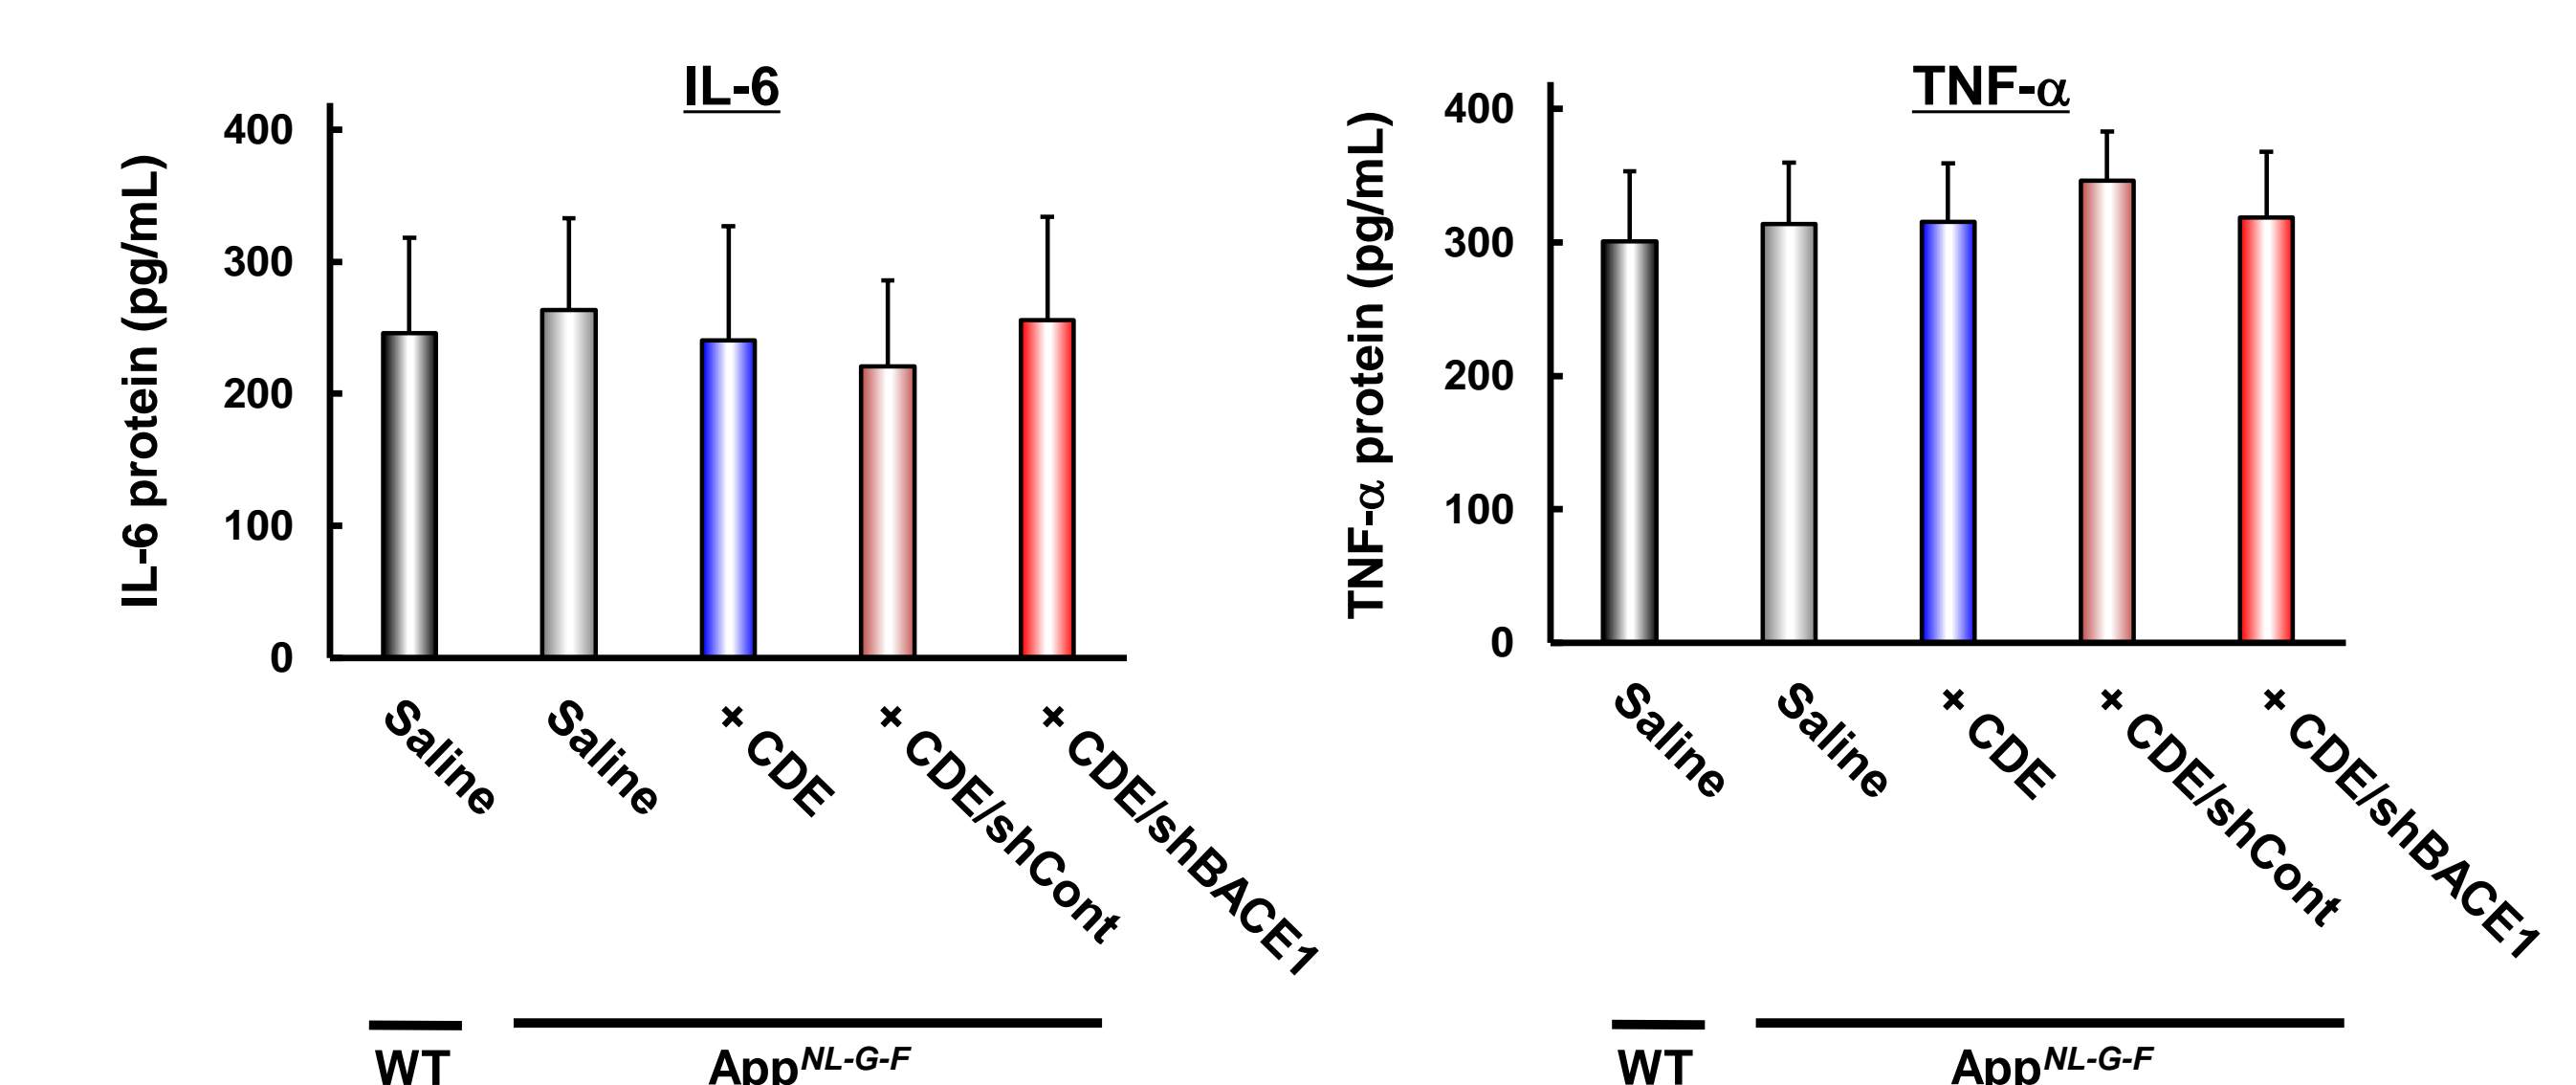 IL-6
IL-6 protein (pg/mL)
400
300
200
100
0
Saline
Saline
+ CDE
+ CDE/shCont
+ CDE/shBACE1
WT
App^NL-G-F
TNF-α
TNF-α protein (pg/mL)
400
300
200
100
0
Saline
Saline
+ CDE
+ CDE/shCont
+ CDE/shBACE1
WT
App^NL-G-F